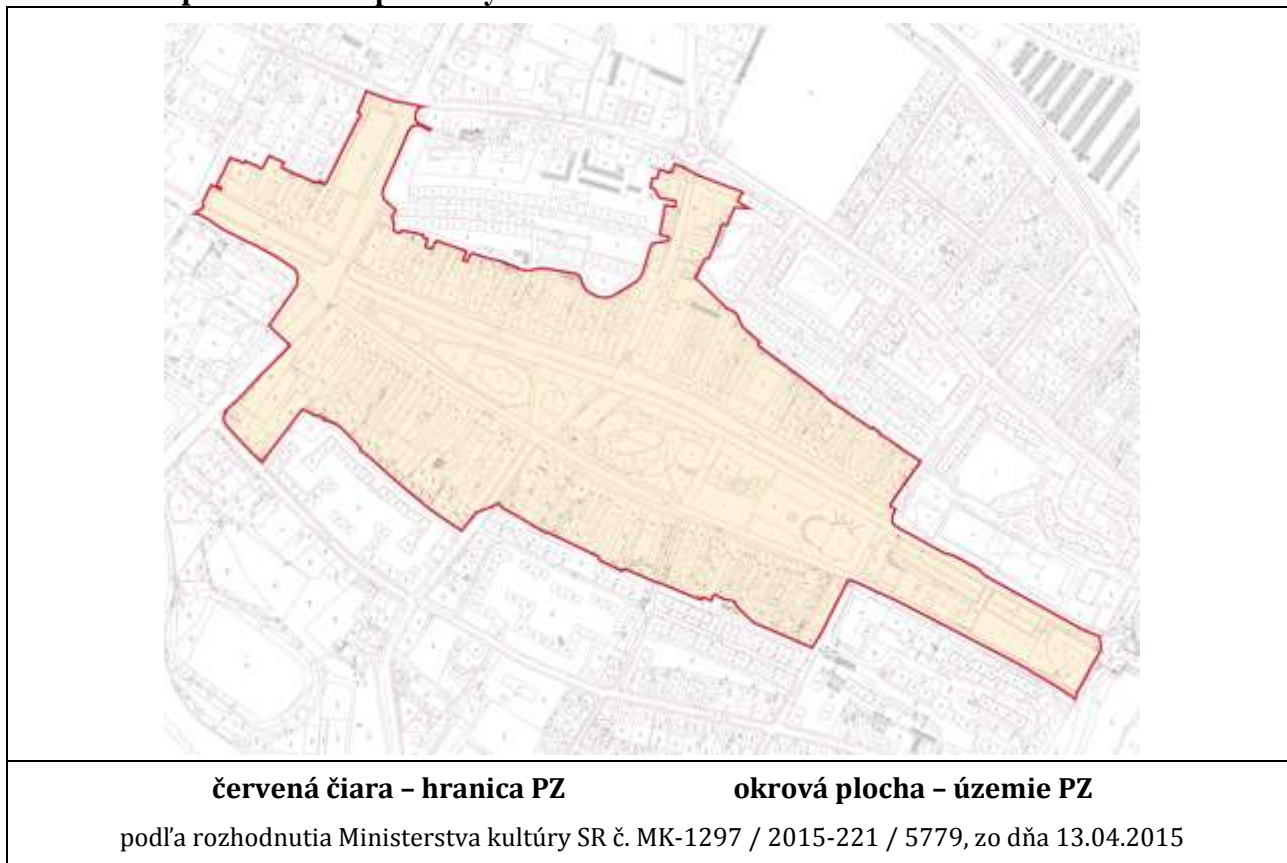 červená čiara – hranica PZ okrová plocha – územie PZ
podľa rozhodnutia Ministerstva kultúry SR č. MK-1297 / 2015-221 / 5779, zo dňa 13.04.2015